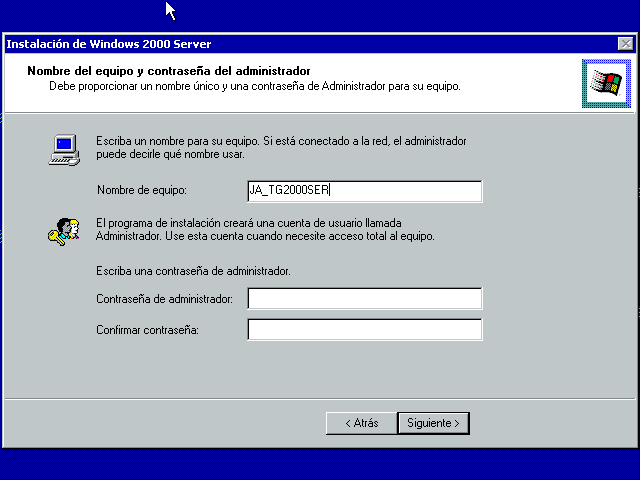 Instalación de Windows 2000 Server
Nombre del equipo y contraseña del administrador
Debe proporcionar un nombre único y una contraseña de Administrador para su equipo.
Escriba un nombre para su equipo. Si está conectado a la red, el administrador
puede decirle qué nombre usar.
Nombre de equipo: JA_TG2000SER
El programa de instalación creará una cuenta de usuario llamada
Administrador. Use esta cuenta cuando necesite acceso total al equipo.
Escriba una contraseña de administrador.
Contraseña de administrador:
Confirmar contraseña:
< Atrás Siguiente >